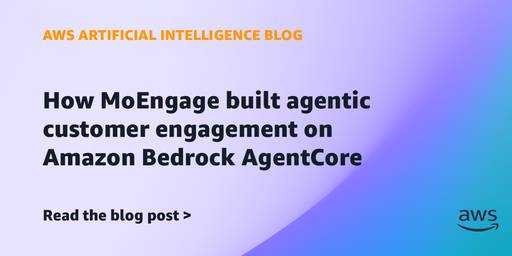 AWS ARTIFICIAL INTELLIGENCE BLOG
How MoEngage built agentic
customer engagement on
Amazon Bedrock AgentCore
Read the blog post >
aws